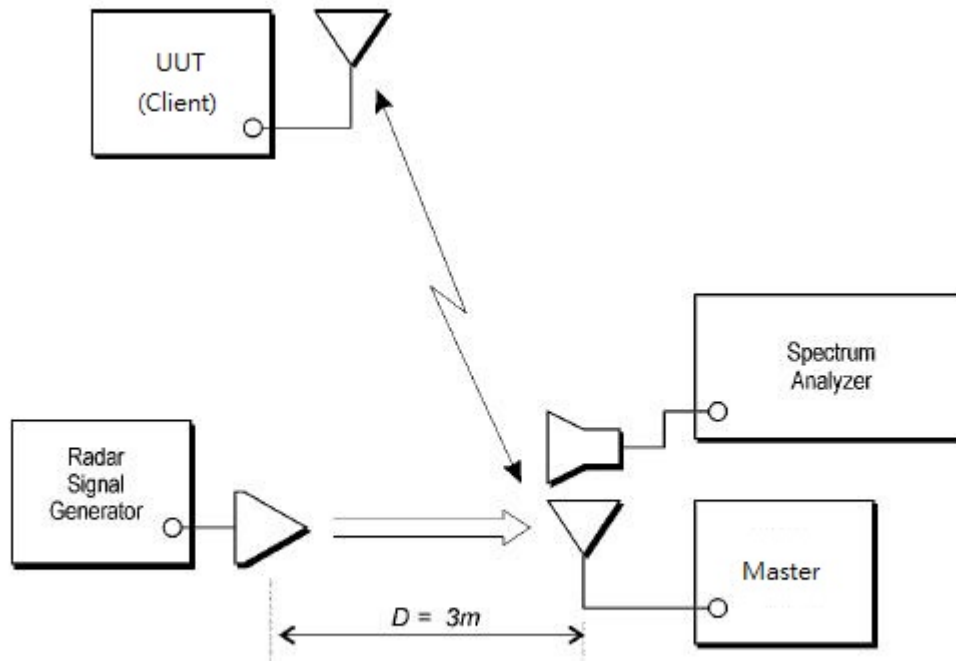 UUT
(Client)
Spectrum
Analyzer
Radar
Signal
Generator
Master
D = 3m